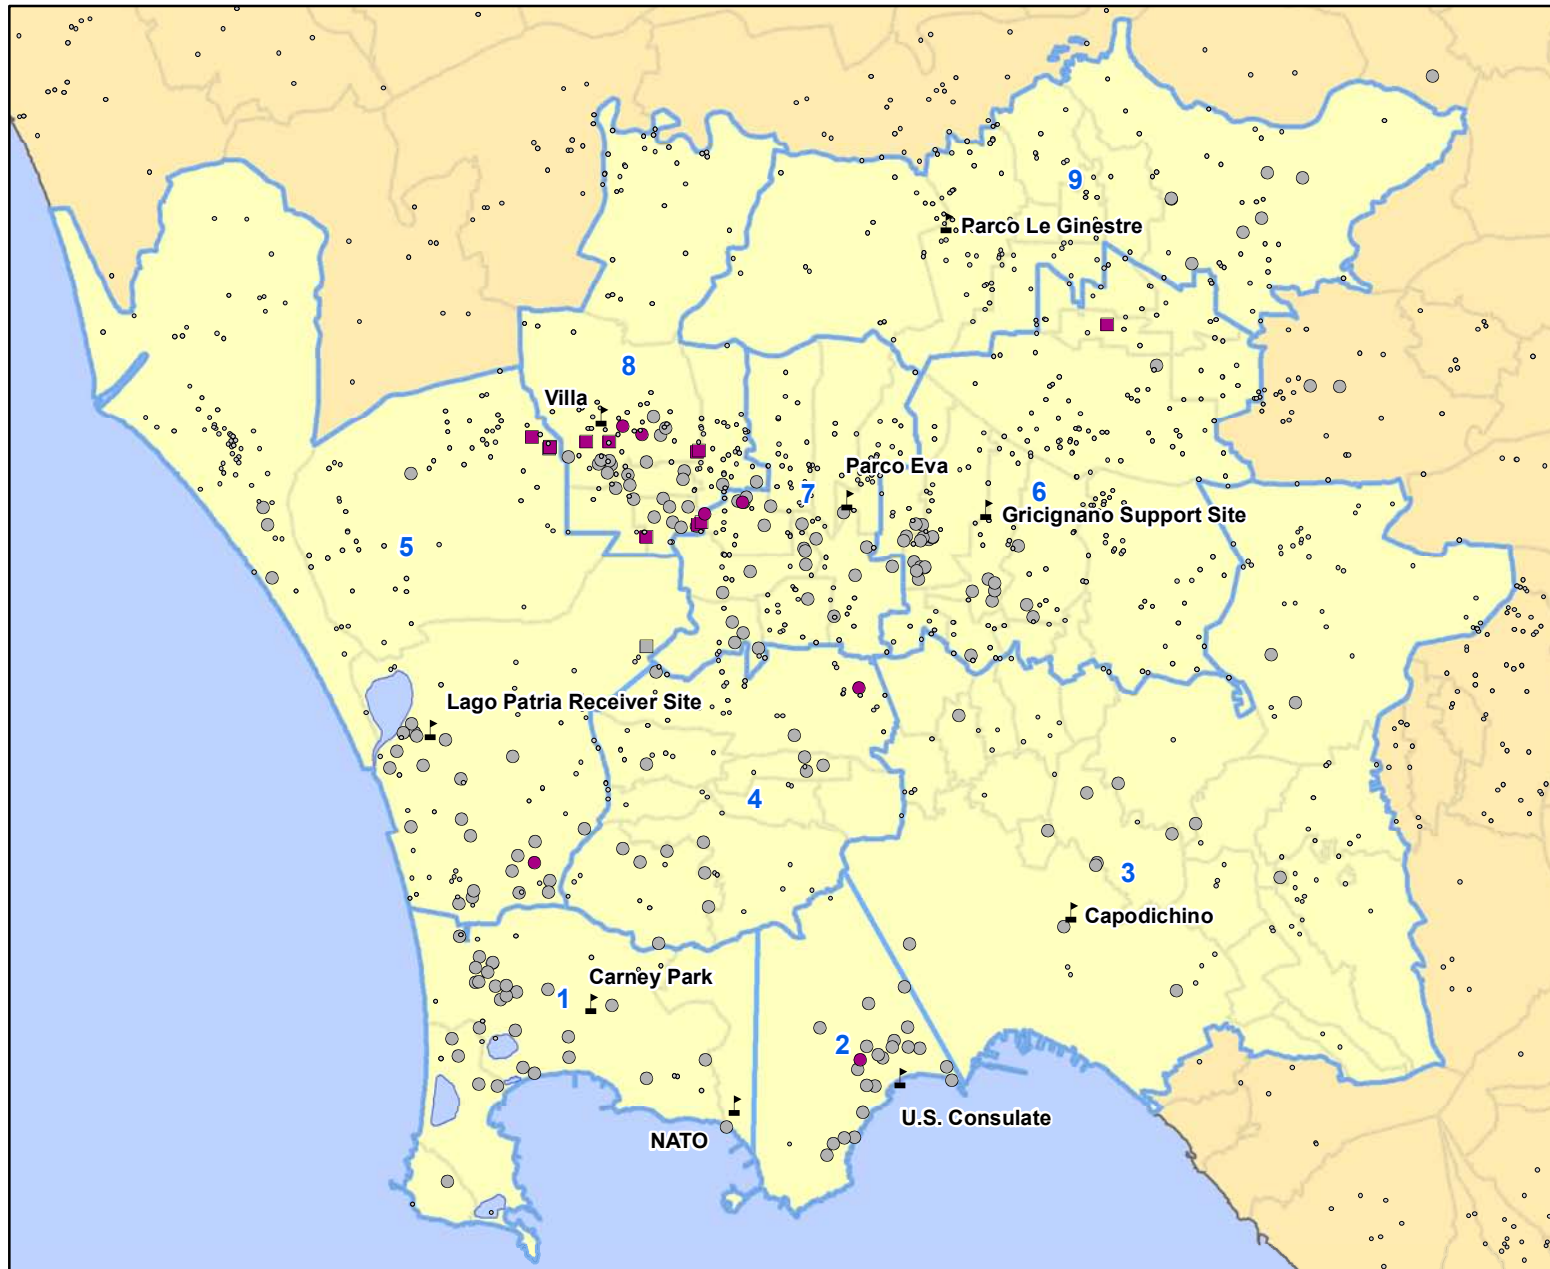 9
Parco Le Ginestre
8
Villa
Parco Eva
7
6
Gricignano Support Site
5
Lago Patria Receiver Site
4
3
Capodichino
Carney Park
1
2
U.S. Consulate
NATO